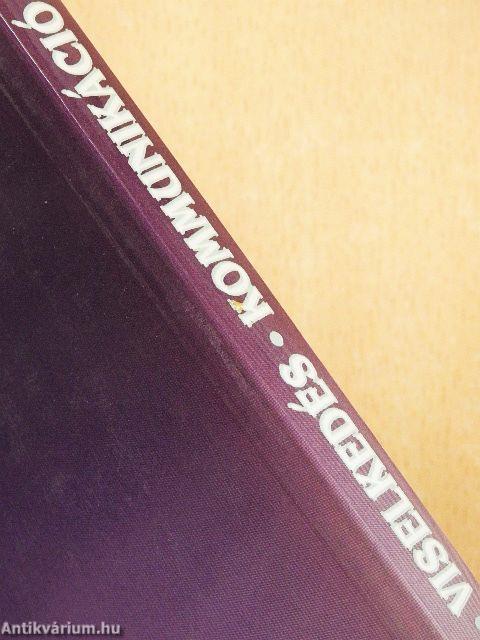 • VISELKEDÉS • KOMMUNIKÁCIÓ
Antikvárium.hu